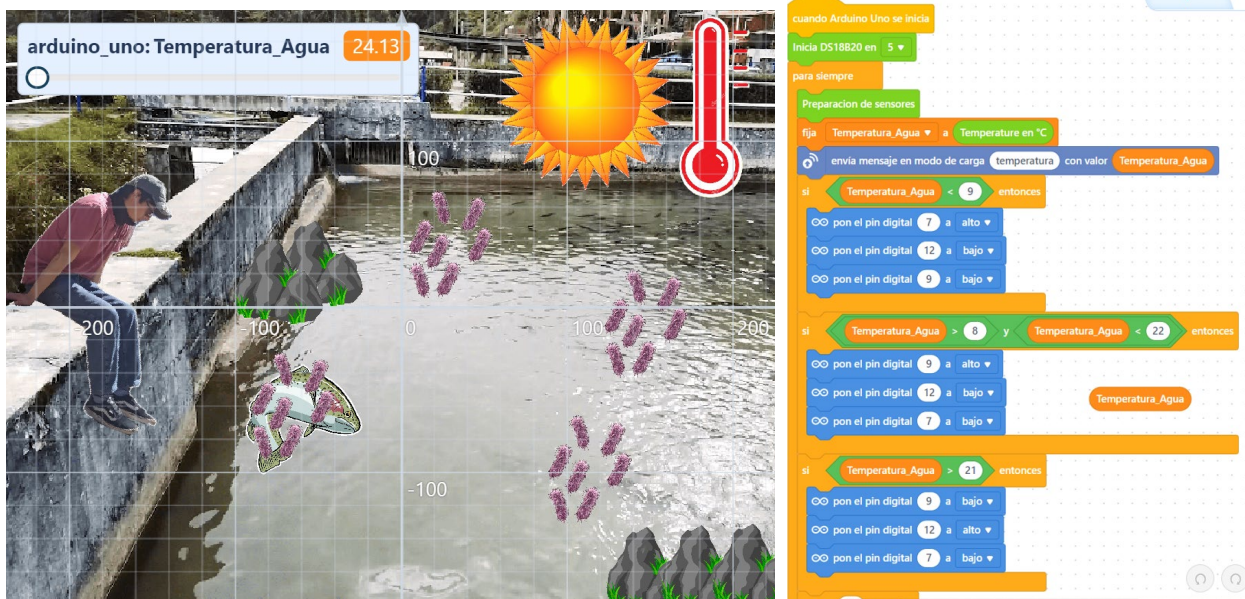 arduino_uno: Temperatura_Agua 24.13
100
-200 -100 0 100 200
-100
cuando Arduino Uno se inicia
Inicia DS18B20 en 5
para siempre
Preparacion de sensores
fija Temperatura_Agua a Temperature en °C
envía mensaje en modo de carga temperatura con valor Temperatura_Agua
si Temperatura_Agua < 9 entonces
pon el pin digital 7 a alto
pon el pin digital 12 a bajo
pon el pin digital 9 a bajo
si Temperatura_Agua > 8 y Temperatura_Agua < 22 entonces
pon el pin digital 9 a alto
pon el pin digital 12 a bajo
Temperatura_Agua
pon el pin digital 7 a bajo
si Temperatura_Agua > 21 entonces
pon el pin digital 9 a bajo
pon el pin digital 12 a alto
pon el pin digital 7 a bajo